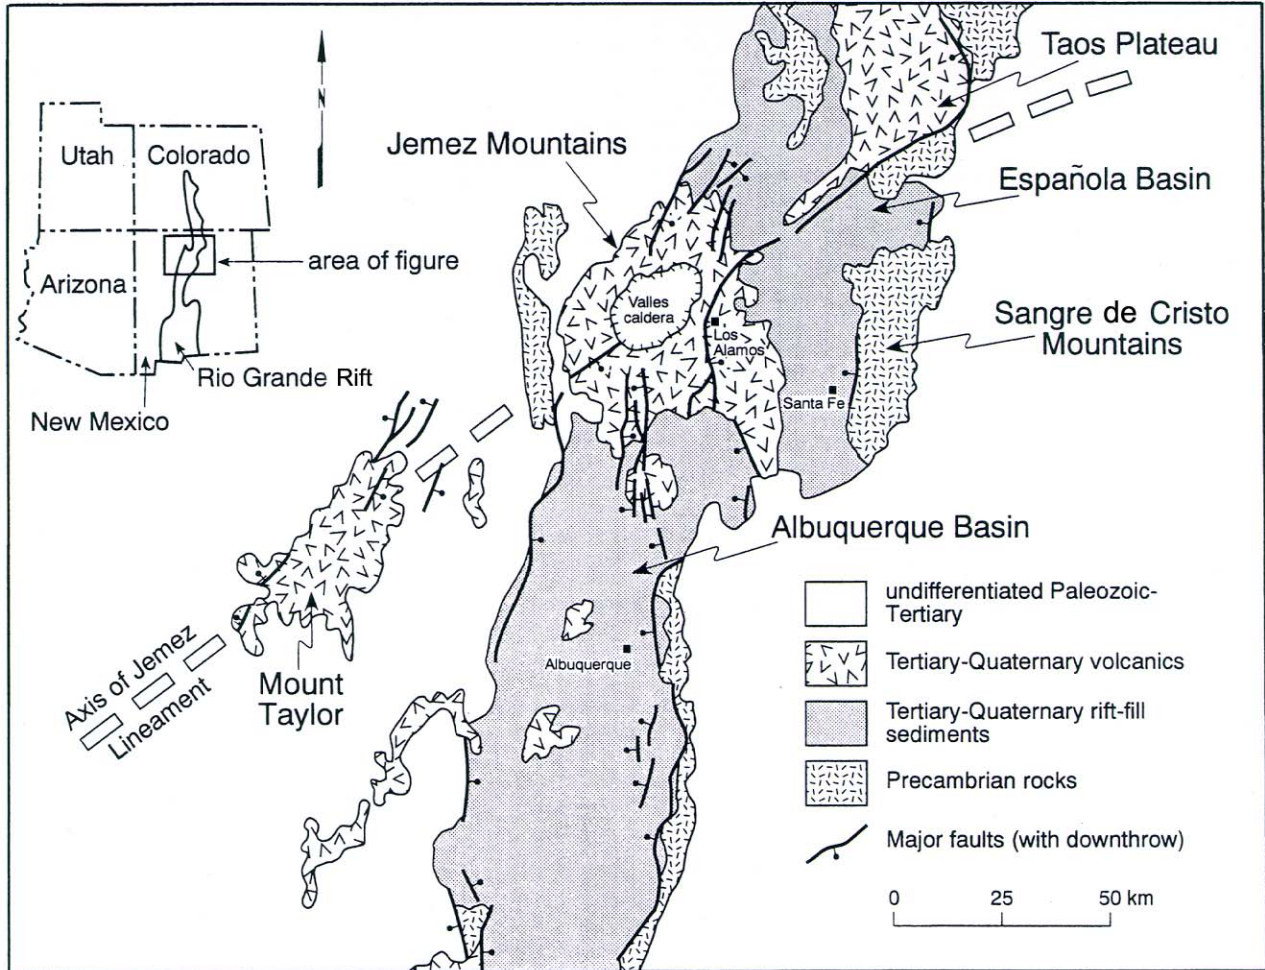 Taos Plateau
N
Jemez Mountains
Utah
Colorado
Española Basin
Arizona
area of figure
Valles
caldera
Los
Alamos
Sangre de Cristo
Mountains
Rio Grande Rift
New Mexico
Santa Fe
Albuquerque Basin
undifferentiated Paleozoic-
Tertiary
Albuquerque
Tertiary-Quaternary volcanics
Axis of Jemez
Lineament
Mount
Taylor
Tertiary-Quaternary rift-fill
sediments
Precambrian rocks
Major faults (with downthrow)
0 25 50 km